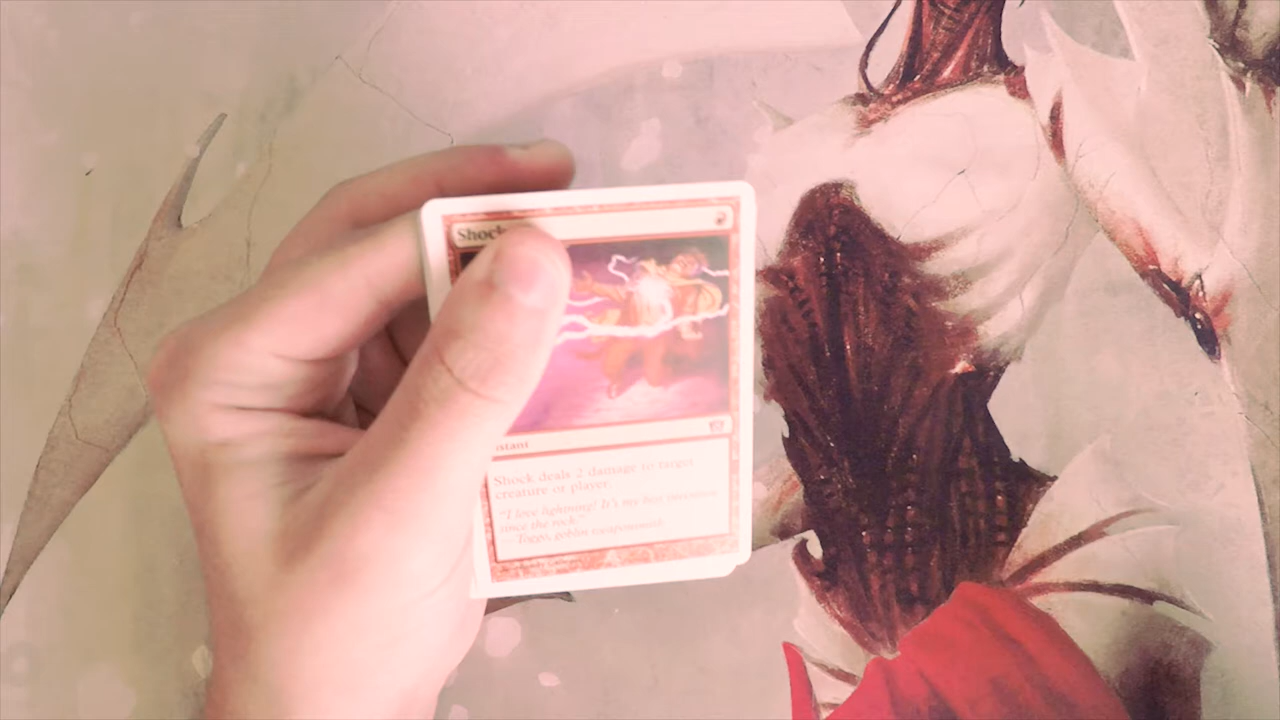 Shock
stant
Shock deals 2 damage to target
creature or player.
"I love lightning! It's my best invention
since the rock."
— Toggo, goblin weaponsmith